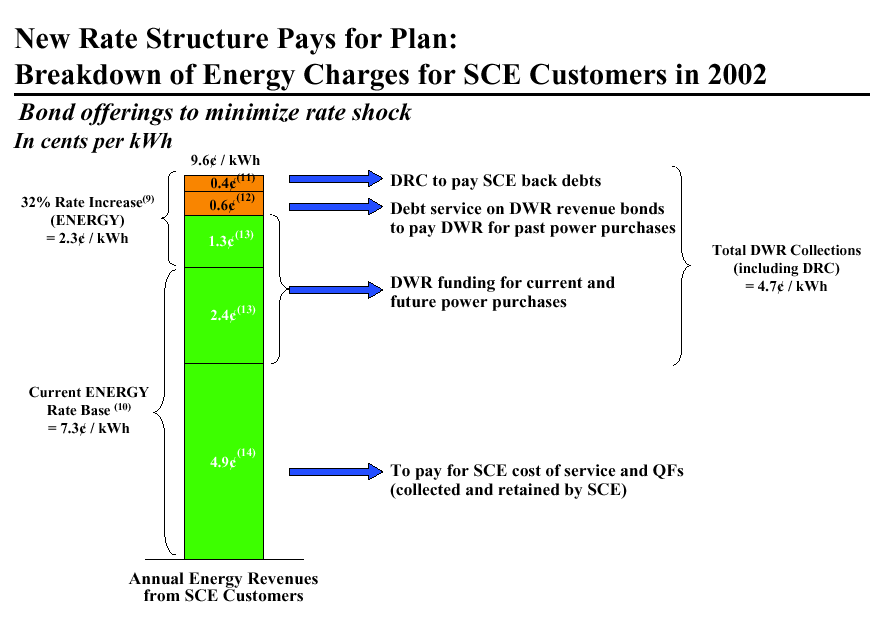 New Rate Structure Pays for Plan:
Breakdown of Energy Charges for SCE Customers in 2002
Bond offerings to minimize rate shock
In cents per kWh
9.6¢ / kWh
0.4¢(11)
DRC to pay SCE back debts
32% Rate Increase(9)
(ENERGY)
= 2.3¢ / kWh
0.6¢(12)
Debt service on DWR revenue bonds
to pay DWR for past power purchases
1.3¢(13)
Total DWR Collections
(including DRC)
= 4.7¢ / kWh
DWR funding for current and
future power purchases
2.4¢(13)
Current ENERGY
Rate Base (10)
= 7.3¢ / kWh
4.9¢(14)
To pay for SCE cost of service and QFs
(collected and retained by SCE)
Annual Energy Revenues
from SCE Customers